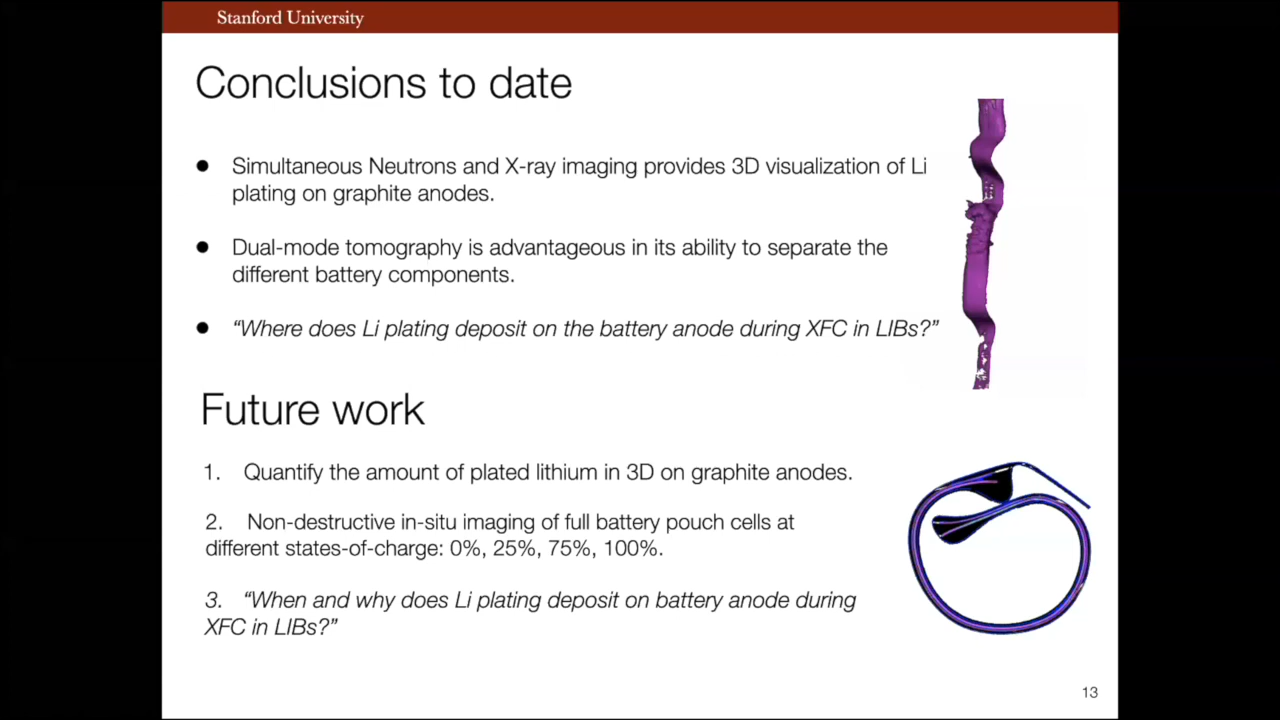 Stanford University
Conclusions to date
● Simultaneous Neutrons and X-ray imaging provides 3D visualization of Li
plating on graphite anodes.
● Dual-mode tomography is advantageous in its ability to separate the
different battery components.
● “Where does Li plating deposit on the battery anode during XFC in LIBs?”
Future work
1. Quantify the amount of plated lithium in 3D on graphite anodes.
2. Non-destructive in-situ imaging of full battery pouch cells at
different states-of-charge: 0%, 25%, 75%, 100%.
3. “When and why does Li plating deposit on battery anode during
XFC in LIBs?”
13